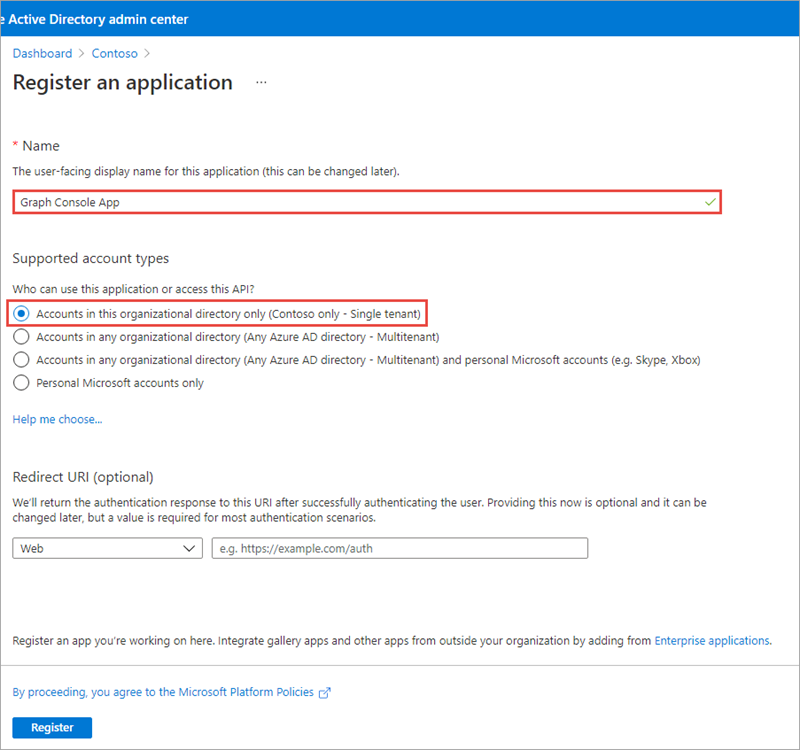 Active Directory admin center
Dashboard > Contoso >
Register an application ...
* Name
The user-facing display name for this application (this can be changed later).
Graph Console App
Supported account types
Who can use this application or access this API?
Accounts in this organizational directory only (Contoso only - Single tenant)
Accounts in any organizational directory (Any Azure AD directory - Multitenant)
Accounts in any organizational directory (Any Azure AD directory - Multitenant) and personal Microsoft accounts (e.g. Skype, Xbox)
Personal Microsoft accounts only
Help me choose...
Redirect URI (optional)
We'll return the authentication response to this URI after successfully authenticating the user. Providing this now is optional and it can be
changed later, but a value is required for most authentication scenarios.
Web e.g. https://example.com/auth
Register an app you're working on here. Integrate gallery apps and other apps from outside your organization by adding from Enterprise applications.
By proceeding, you agree to the Microsoft Platform Policies
Register